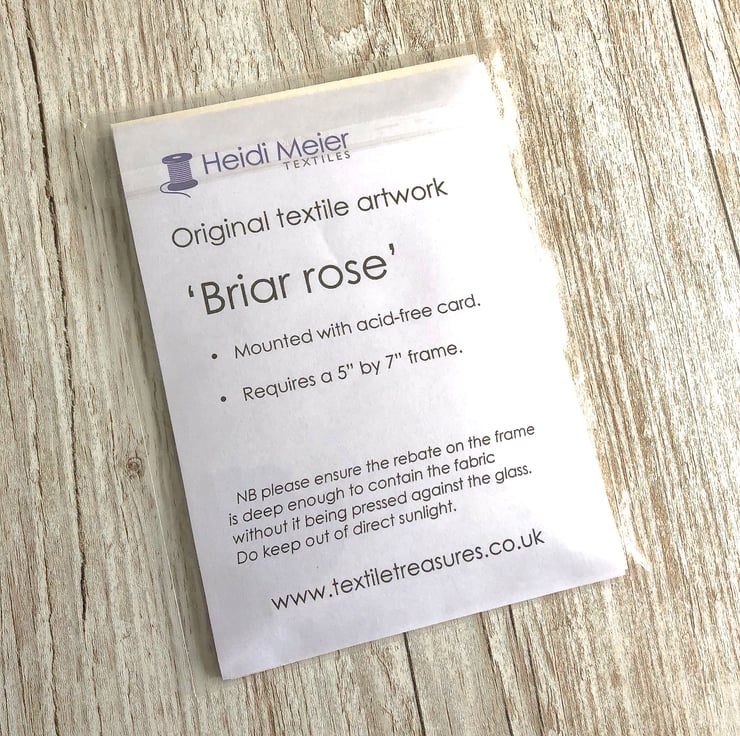 Heidi Meier
TEXTILES
Original textile artwork
‘Briar rose’
• Mounted with acid-free card.
• Requires a 5” by 7” frame.
NB please ensure the rebate on the frame
is deep enough to contain the fabric
without it being pressed against the glass.
Do keep out of direct sunlight.
www.textiletreasures.co.uk